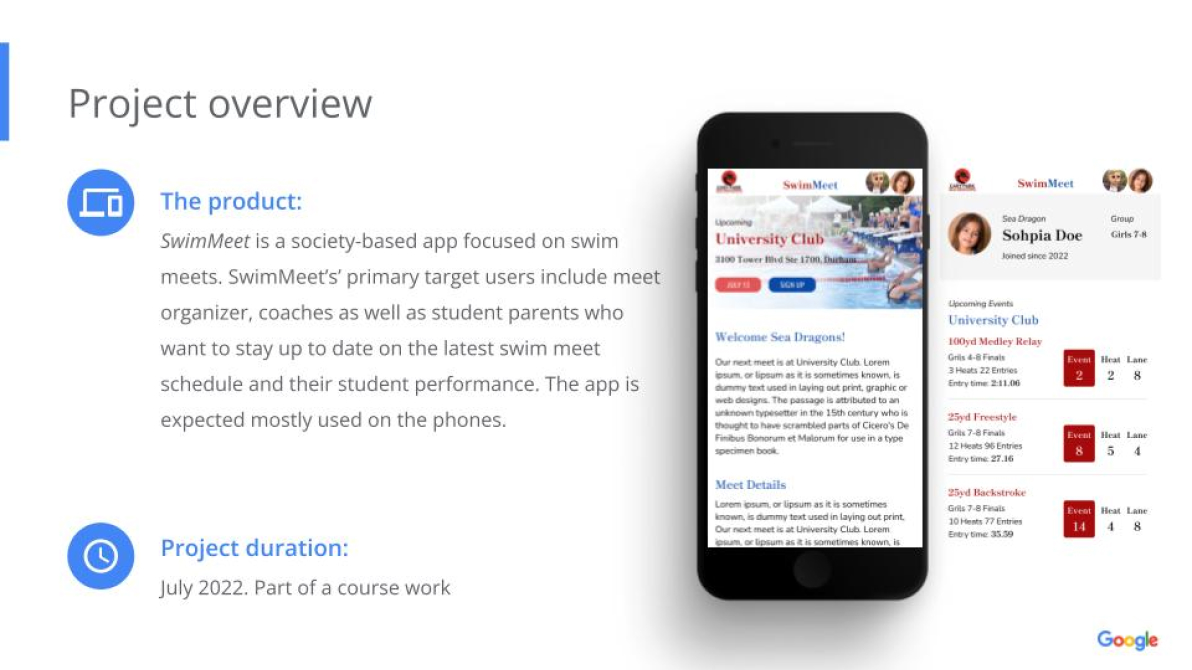 Project overview
The product:
SwimMeet is a society-based app focused on swim
meets. SwimMeet's' primary target users include meet
organizer, coaches as well as student parents who
want to stay up to date on the latest swim meet
schedule and their student performance. The app is
expected mostly used on the phones.
Project duration:
July 2022. Part of a course work
SwimMeet
Upcoming
University Club
3100 Tower Blvd Ste 1700, Durham
JULY 13
SIGN UP
Welcome Sea Dragons!
Our next meet is at University Club. Lorem
ipsum, or lipsum as it is sometimes known, is
dummy text used in laying out print, graphic or
web designs. The passage is attributed to an
unknown typesetter in the 15th century who is
thought to have scrambled parts of Cicero's De
Finibus Bonorum et Malorum for use in a type
specimen book.
Meet Details
Lorem ipsum, or lipsum as it is sometimes
known, is dummy text used in laying out print,
Our next meet is at University Club. Lorem
ipsum, or lipsum as it is sometimes known, is
SwimMeet
Sea Dragon
Sohpia Doe
Joined since 2022
Group
Girls 7-8
Upcoming Events
University Club
100yd Medley Relay
Grils 4-8 Finals
3 Heats 22 Entries
Entry time: 2:11.06
Event Heat Lane
2 2 8
25yd Freestyle
Grils 7-8 Finals
12 Heats 96 Entries
Entry time: 27.16
Event Heat Lane
8 5 4
25yd Backstroke
Grils 7-8 Finals
10 Heats 77 Entries
Entry time: 35.59
Event Heat Lane
14 4 8
Google